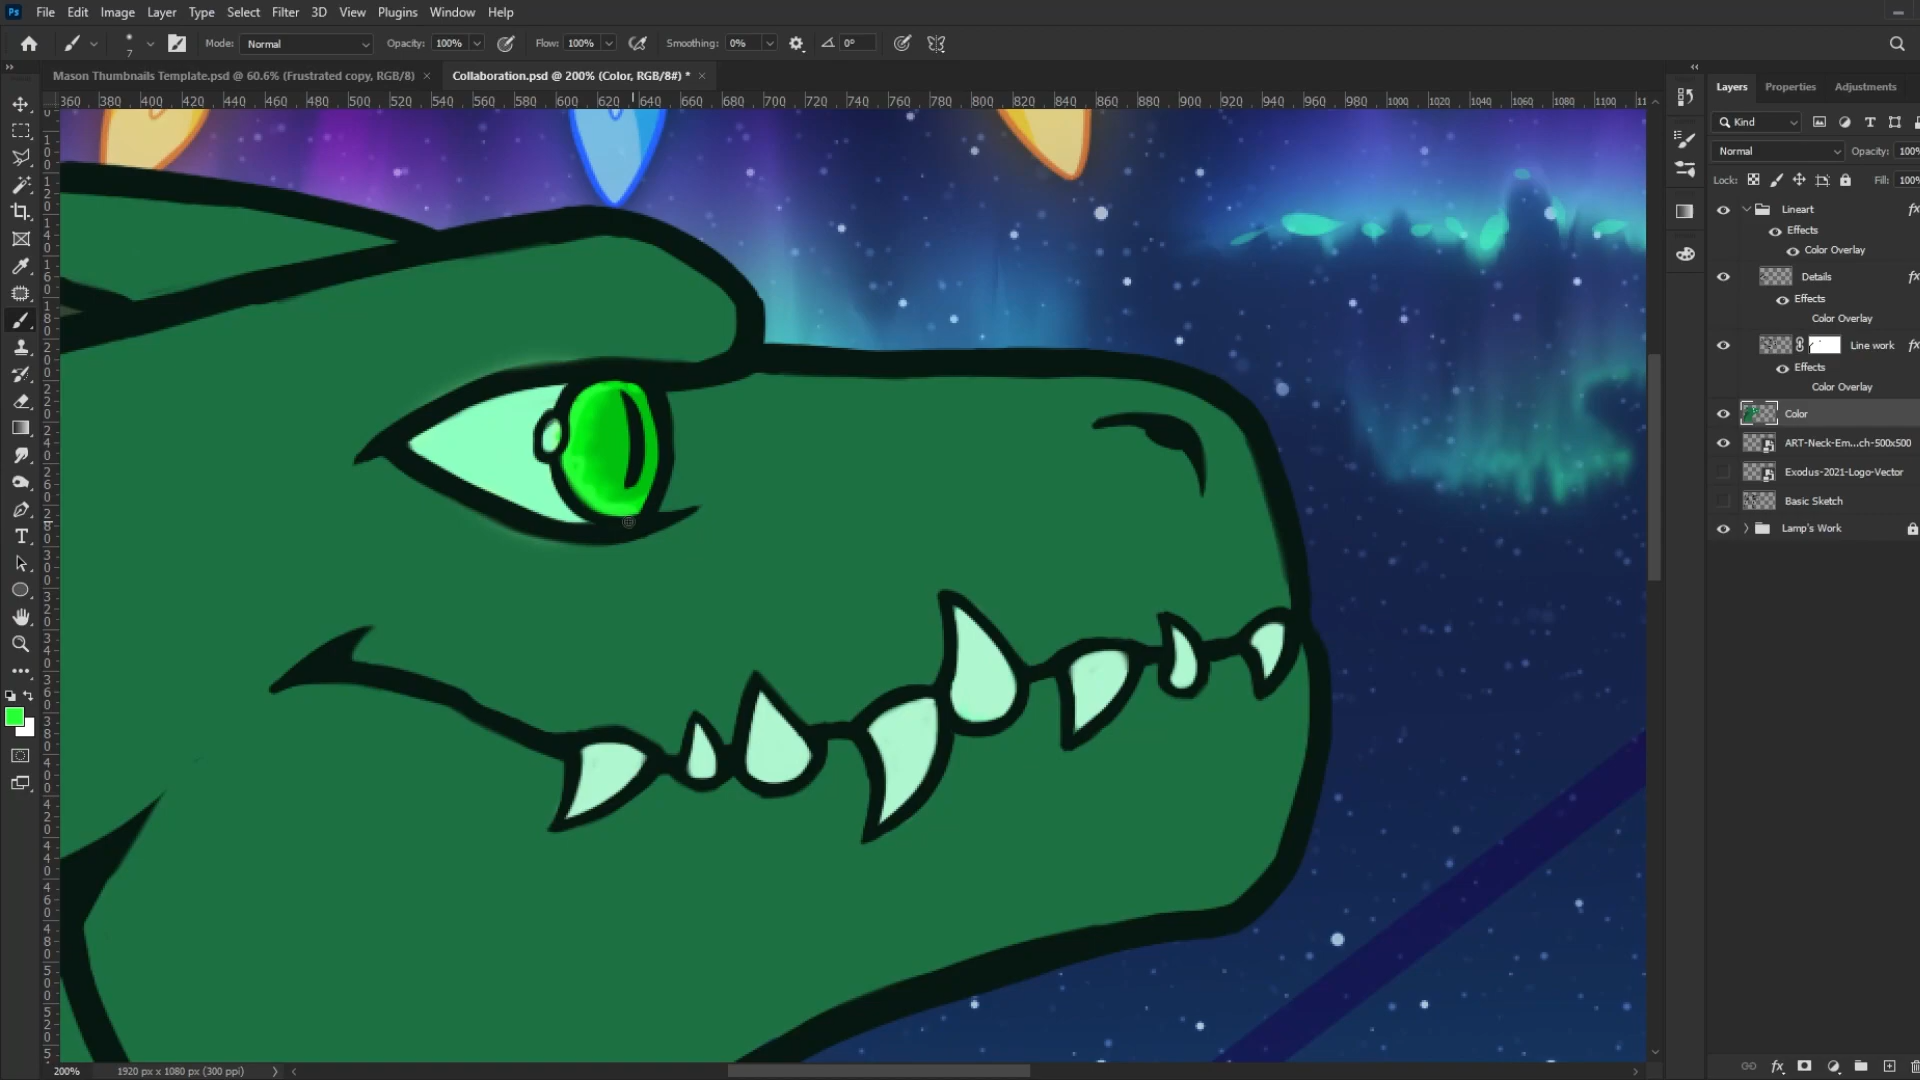 Ps File Edit Image Layer Type Select Filter 3D View Plugins Window Help
7 Mode: Normal Opacity: 100% Flow: 100% Smoothing: 0% 0°
Mason Thumbnails Template.psd @ 60.6% (Frustrated copy, RGB/8) × Collaboration.psd @ 200% (Color, RGB/8#) * ×
360 380 400 420 440 460 480 500 520 540 560 580 600 620 640 660 680 700 720 740 760 780 800 820 840 860 880 900 920 940 960 980 1000 1020 1040 1060 1080 1100
Layers Properties Adjustments
Kind
Normal Opacity: 100%
Lock: Fill: 100%
Lineart fx
Effects
Color Overlay
Details fx
Effects
Color Overlay
Line work fx
Effects
Color Overlay
Color
ART-Neck-Em...ch-500x500
Exodus-2021-Logo-Vector
Basic Sketch
Lamp's Work
200% 1920 px x 1080 px (300 ppi)
fx